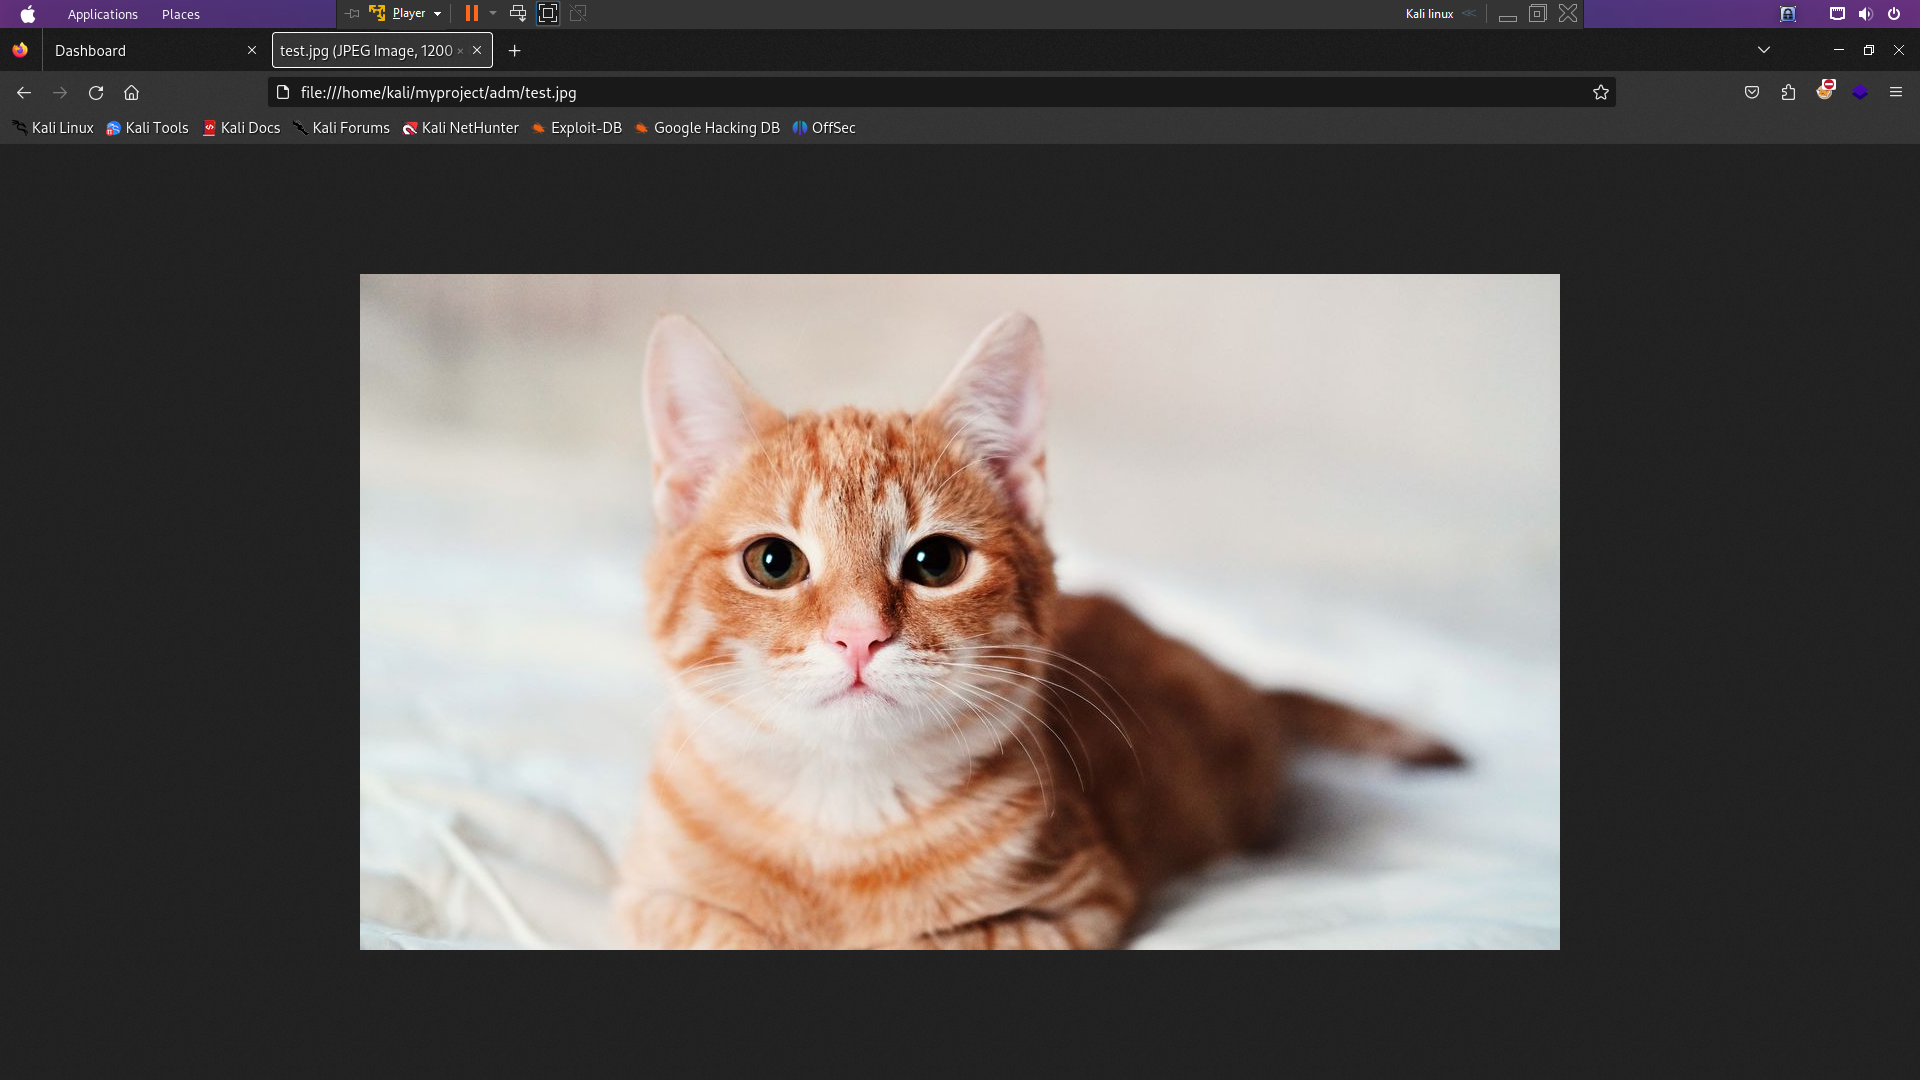 Applications Places Player Kali linux
Dashboard test.jpg (JPEG Image, 1200 ×
file:///home/kali/myproject/adm/test.jpg
Kali Linux Kali Tools Kali Docs Kali Forums Kali NetHunter Exploit-DB Google Hacking DB OffSec